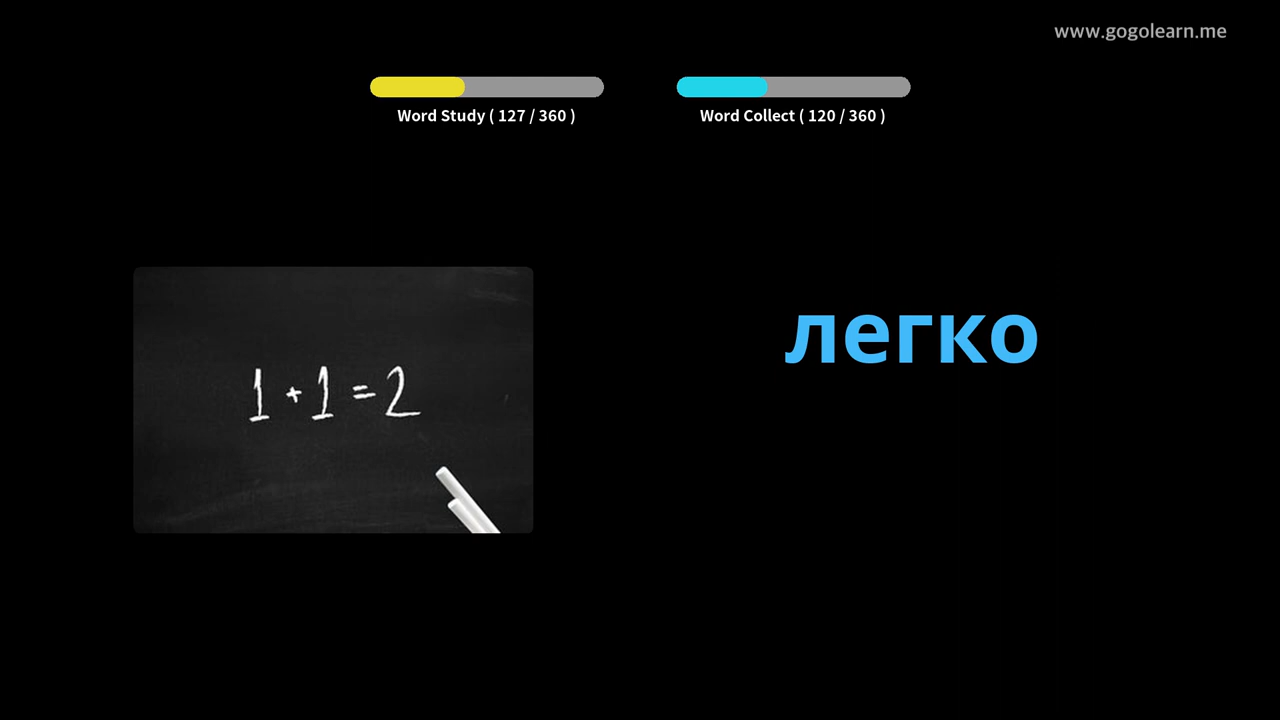 www.gogolearn.me
Word Study ( 127 / 360 )
Word Collect ( 120 / 360 )
легко
1 + 1 = 2